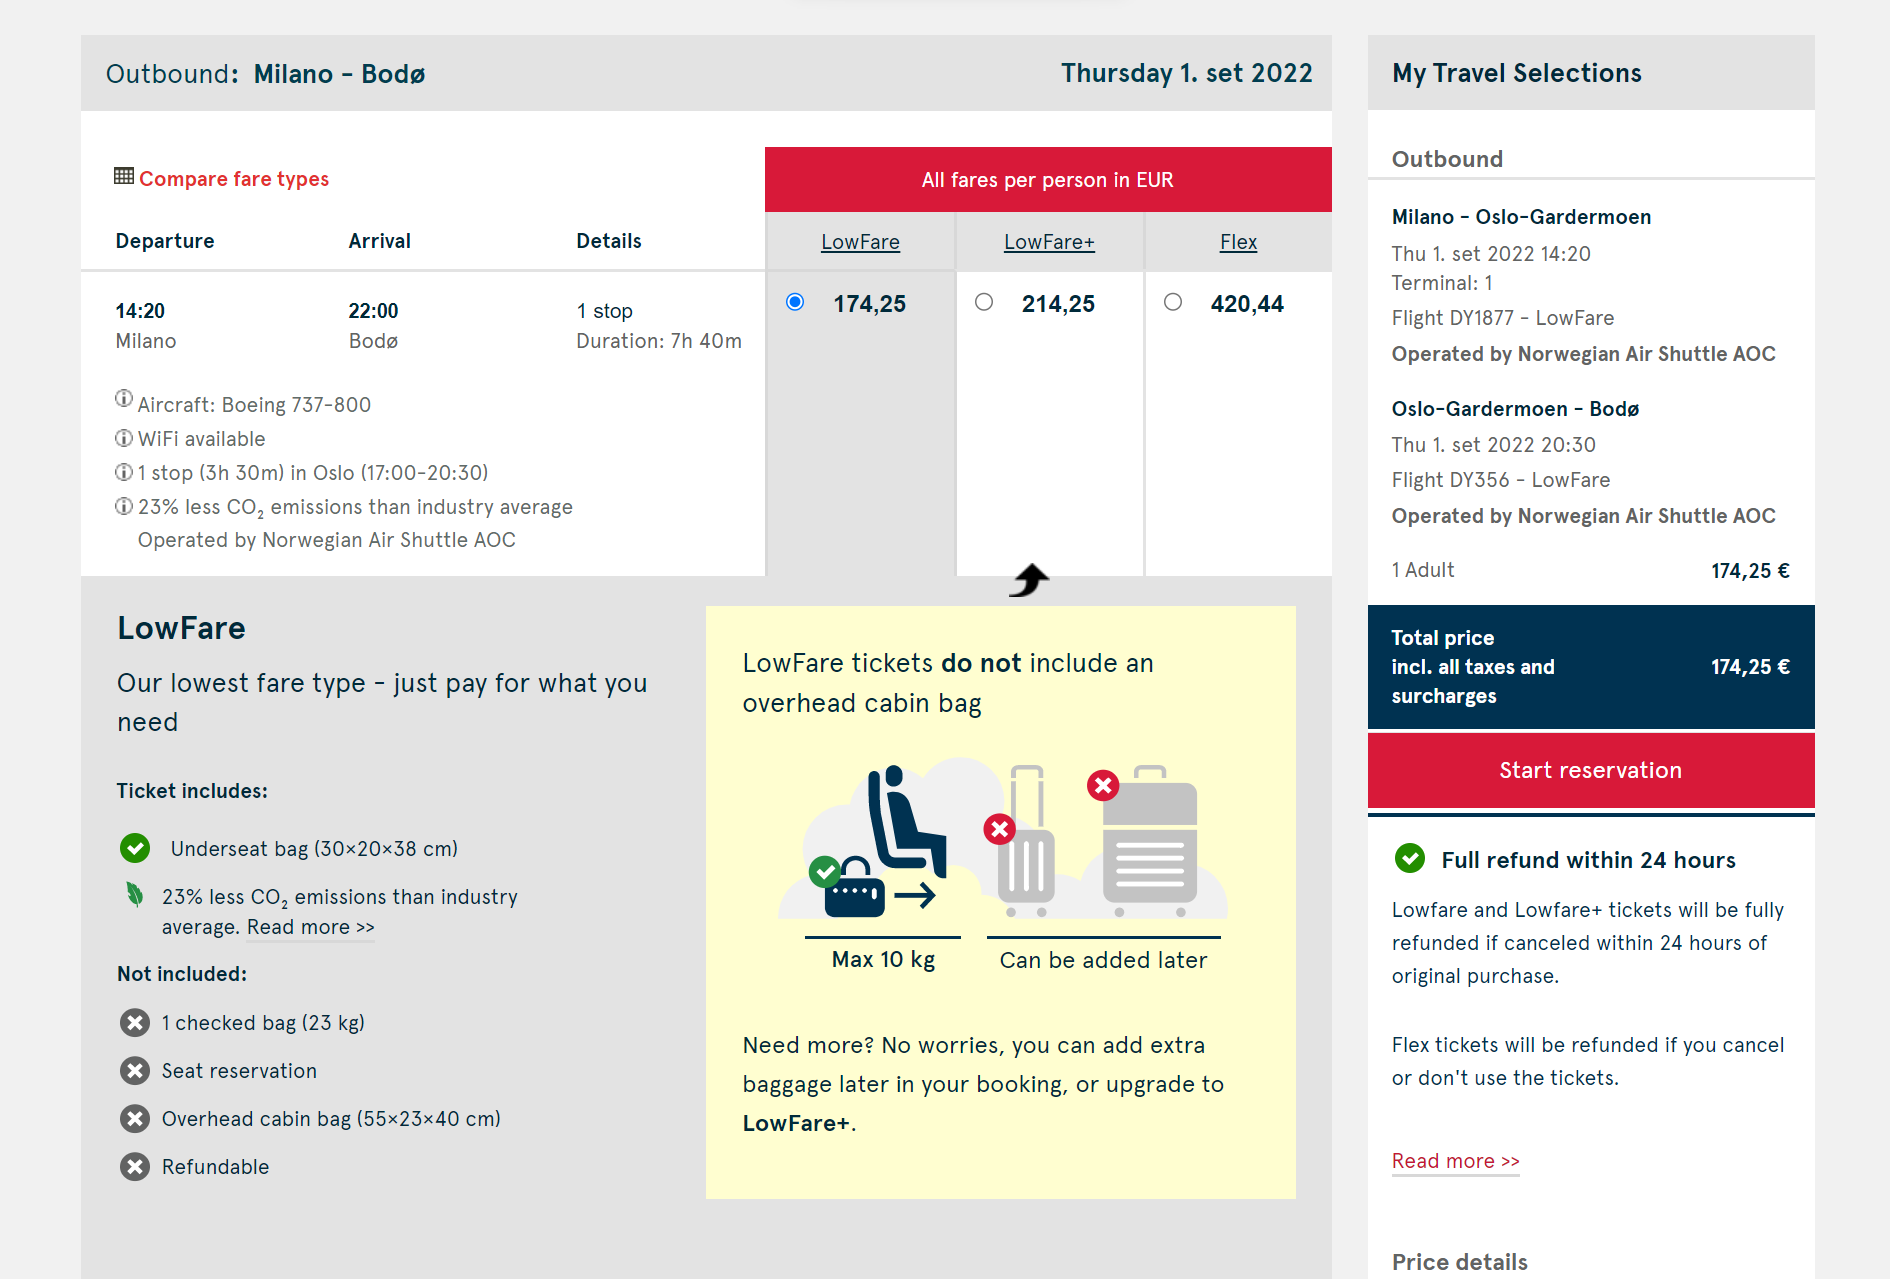 Outbound: Milano - Bodø
Thursday 1. set 2022
Compare fare types
All fares per person in EUR
Departure Arrival Details LowFare LowFare+ Flex
14:20 22:00 1 stop 174,25 214,25 420,44
Milano Bodø Duration: 7h 40m
Aircraft: Boeing 737-800
WiFi available
1 stop (3h 30m) in Oslo (17:00-20:30)
23% less CO₂ emissions than industry average
Operated by Norwegian Air Shuttle AOC
LowFare
Our lowest fare type - just pay for what you
need
Ticket includes:
Underseat bag (30×20×38 cm)
23% less CO₂ emissions than industry
average. Read more >>
Not included:
1 checked bag (23 kg)
Seat reservation
Overhead cabin bag (55×23×40 cm)
Refundable
LowFare tickets do not include an
overhead cabin bag
Max 10 kg
Can be added later
Need more? No worries, you can add extra
baggage later in your booking, or upgrade to
LowFare+.
My Travel Selections
Outbound
Milano - Oslo-Gardermoen
Thu 1. set 2022 14:20
Terminal: 1
Flight DY1877 - LowFare
Operated by Norwegian Air Shuttle AOC
Oslo-Gardermoen - Bodø
Thu 1. set 2022 20:30
Flight DY356 - LowFare
Operated by Norwegian Air Shuttle AOC
1 Adult 174,25 €
Total price
incl. all taxes and 174,25 €
surcharges
Start reservation
Full refund within 24 hours
Lowfare and Lowfare+ tickets will be fully
refunded if canceled within 24 hours of
original purchase.
Flex tickets will be refunded if you cancel
or don't use the tickets.
Read more >>
Price details